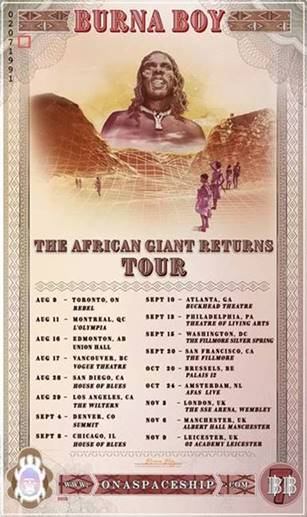 BURNA BOY
02071991
THE AFRICAN GIANT RETURNS
TOUR
AUG 9 – TORONTO, ON
REBEL
AUG 11 – MONTREAL, QC
L'OLYMPIA
AUG 16 – EDMONTON, AB
UNION HALL
AUG 17 – VANCOUVER, BC
VOGUE THEATRE
AUG 28 – SAN DIEGO, CA
HOUSE OF BLUES
AUG 29 – LOS ANGELES, CA
THE WILTERN
SEPT 4 – DENVER, CO
SUMMIT
SEPT 8 – CHICAGO, IL
HOUSE OF BLUES
SEPT 10 – ATLANTA, GA
BUCKHEAD THEATRE
SEPT 13 – PHILADELPHIA, PA
THEATRE OF LIVING ARTS
SEPT 15 – WASHINGTON, DC
THE FILLMORE SILVER SPRING
SEPT 20 – SAN FRANCISCO, CA
THE FILLMORE
OCT 20 – BRUSSELS, BE
PALAIS 12
OCT 24 – AMSTERDAM, NL
AFAS LIVE
NOV 3 – LONDON, UK
THE SSE ARENA, WEMBLEY
NOV 6 – MANCHESTER, UK
ALBERT HALL MANCHESTER
NOV 9 – LEICESTER, UK
O2 ACADEMY LEICESTER
WWW. ONASPACESHIP .COM
BB